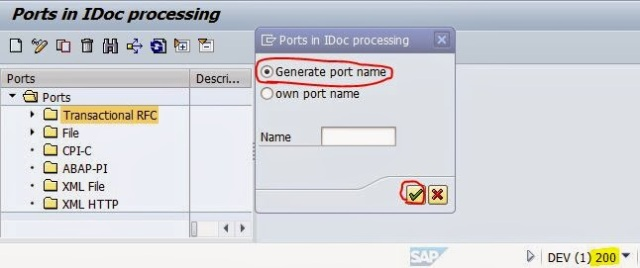 Ports in IDoc processing
Ports in IDoc processing
Generate port name
own port name
Name
Ports
Descri...
Ports
Transactional RFC
File
CPI-C
ABAP-PI
XML File
XML HTTP
SAP
DEV (1) 200